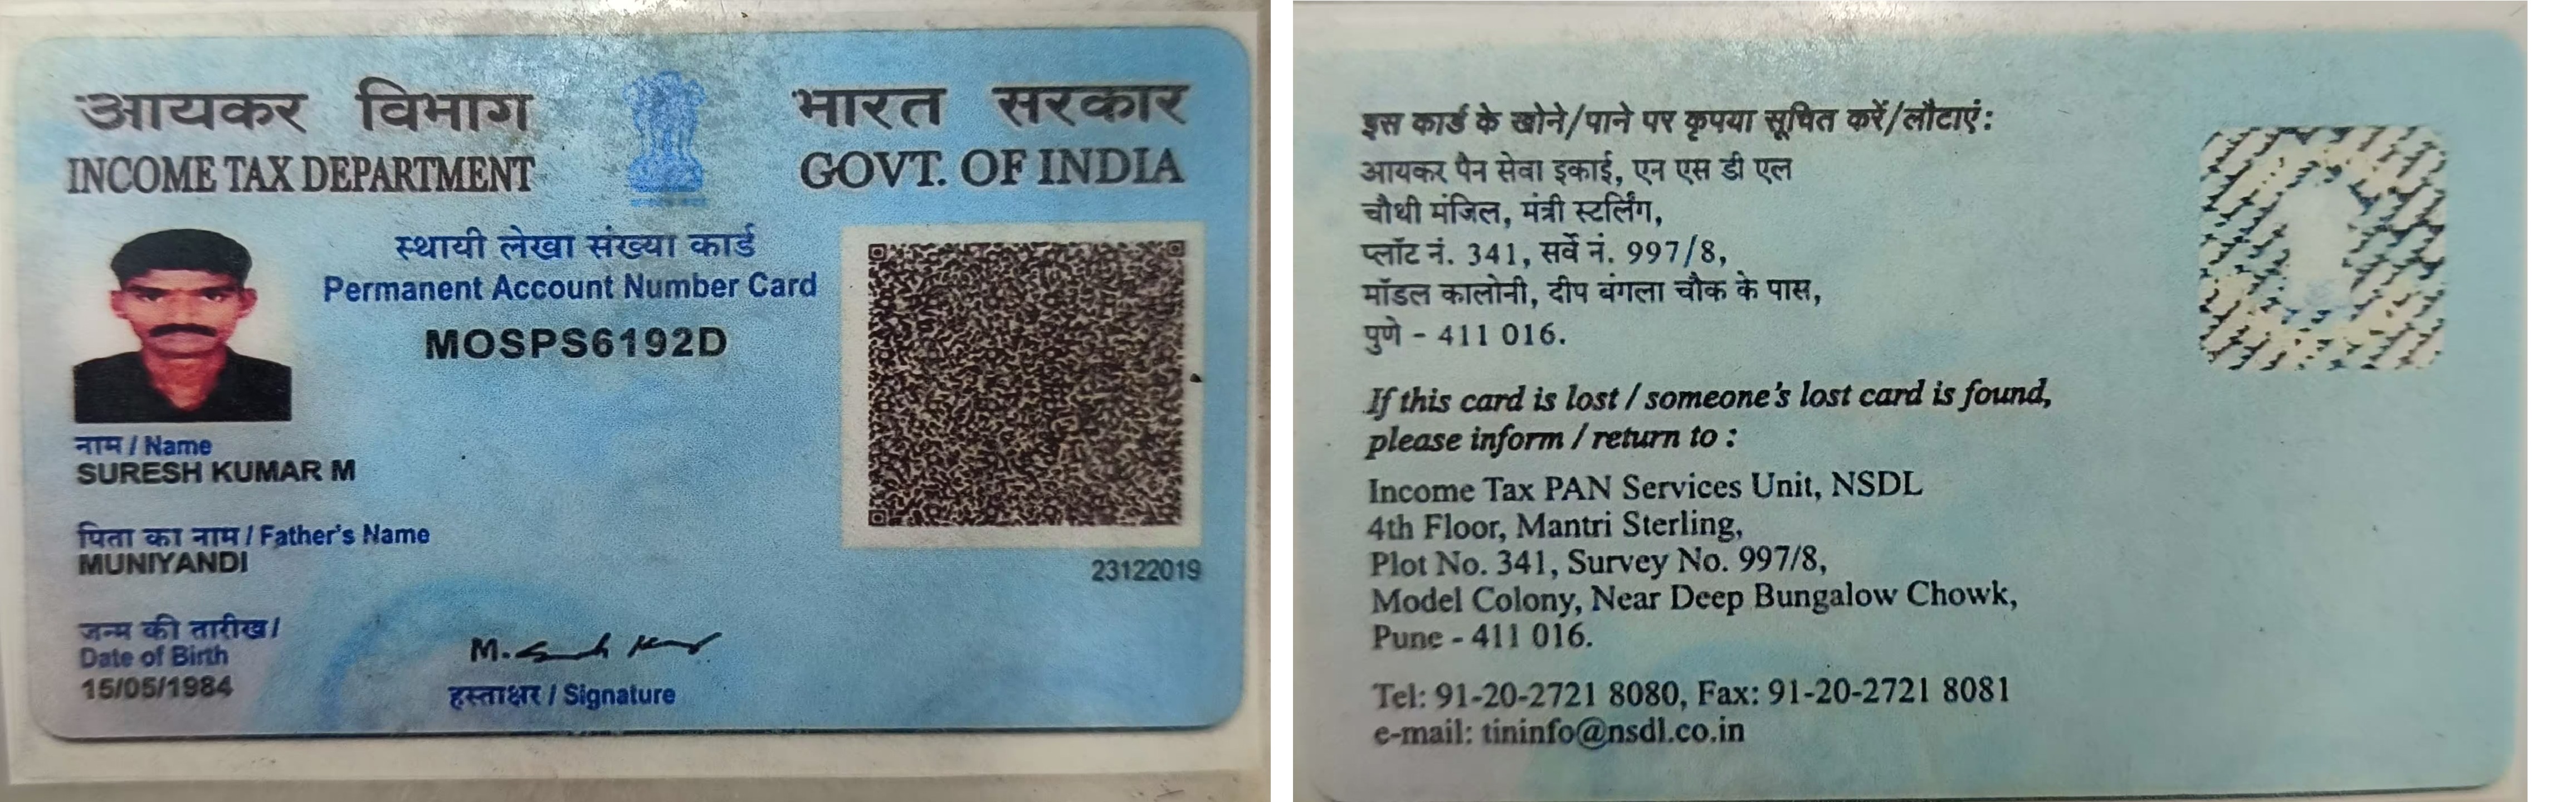 आयकर विभाग
INCOME TAX DEPARTMENT
भारत सरकार
GOVT. OF INDIA
स्थायी लेखा संख्या कार्ड
Permanent Account Number Card
MOSPS6192D
नाम / Name
SURESH KUMAR M
पिता का नाम / Father's Name
MUNIYANDI
23122019
जन्म की तारीख /
Date of Birth
15/05/1984
M.
हस्ताक्षर / Signature
इस कार्ड के खोने/पाने पर कृपया सूचित करें/लौटाएं:
आयकर पैन सेवा इकाई, एन एस डी एल
चौथी मंजिल, मंत्री स्टर्लिंग,
प्लॉट नं. 341, सर्वे नं. 997/8,
मॉडल कालोनी, दीप बंगला चौक के पास,
पुणे - 411 016.
If this card is lost / someone's lost card is found,
please inform / return to :
Income Tax PAN Services Unit, NSDL
4th Floor, Mantri Sterling,
Plot No. 341, Survey No. 997/8,
Model Colony, Near Deep Bungalow Chowk,
Pune - 411 016.
Tel: 91-20-2721 8080, Fax: 91-20-2721 8081
e-mail: tininfo@nsdl.co.in